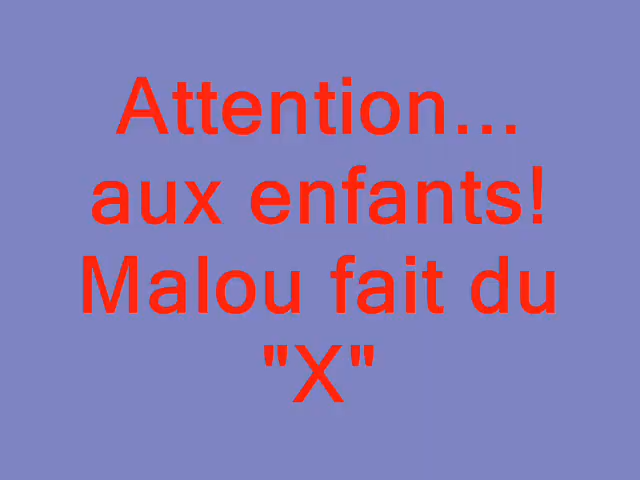 Attention...
aux enfants!
Malou fait du
"X"